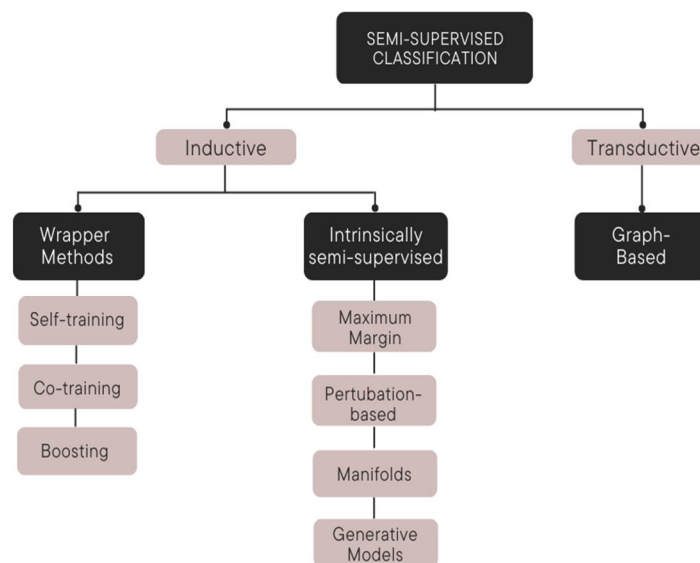 SEMI-SUPERVISED
CLASSIFICATION
Inductive
Transductive
Wrapper
Methods
Intrinsically
semi-supervised
Graph-
Based
Self-training
Co-training
Boosting
Maximum
Margin
Pertubation-
based
Manifolds
Generative
Models